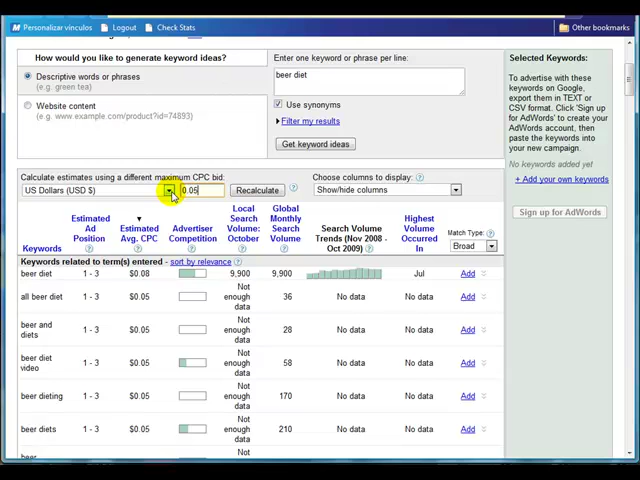 Personalizar vínculos Logout Check Stats Other bookmarks
How would you like to generate keyword ideas?
Descriptive words or phrases
(e.g. green tea)
Website content
(e.g. www.example.com/product?id=74893)
Enter one keyword or phrase per line:
beer diet
Use synonyms
Filter my results
Get keyword ideas
Selected Keywords:
To advertise with these
keywords on Google,
export them in TEXT or
CSV format. Click 'Sign up
for AdWords' to create your
AdWords account, then
paste the keywords into
your campaign.
No keywords added yet
+ Add your own keywords
Sign up for AdWords
Calculate estimates using a different maximum CPC bid:
US Dollars (USD $) 0.05 Recalculate ?
Choose columns to display: ?
Show/hide columns
Keywords
Estimated
Ad
Position
?
Estimated
Avg. CPC
?
Advertiser
Competition
?
Local
Search
Volume:
October
?
Global
Monthly
Search
Volume
?
Search Volume
Trends (Nov 2008 -
Oct 2009) ?
Highest
Volume
Occurred
In
Match Type: ?
Broad
Keywords related to term(s) entered - sort by relevance ?
beer diet 1 - 3 $0.08 9,900 9,900 Jul Add
all beer diet 1 - 3 $0.05 Not enough data 36 No data No data Add
beer and diets 1 - 3 $0.05 Not enough data 28 No data No data Add
beer diet video 1 - 3 $0.05 Not enough data 58 No data No data Add
beer dieting 1 - 3 $0.05 Not enough data 170 No data No data Add
beer diets 1 - 3 $0.05 Not enough data 210 No data No data Add
Not